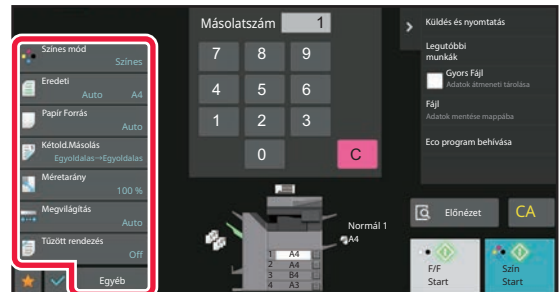 Színes mód
Színes
Eredeti
Auto A4
Papír Forrás
Auto
Kétold.Másolás
Egyoldalas→Egyoldalas
Méretarány
100 %
Megvilágítás
Auto
Tűzött rendezés
Off
Egyéb
Másolatszám 1
7 8 9
4 5 6
1 2 3
0 C
Normál 1
A4
1 A4
2 A4
3 B4
4 A3
Küldés és nyomtatás
Legutóbbi
munkák
Gyors Fájl
Adatok átmeneti tárolása
Fájl
Adatok mentése mappába
Eco program behívása
Előnézet
CA
F/F
Start
Szín
Start